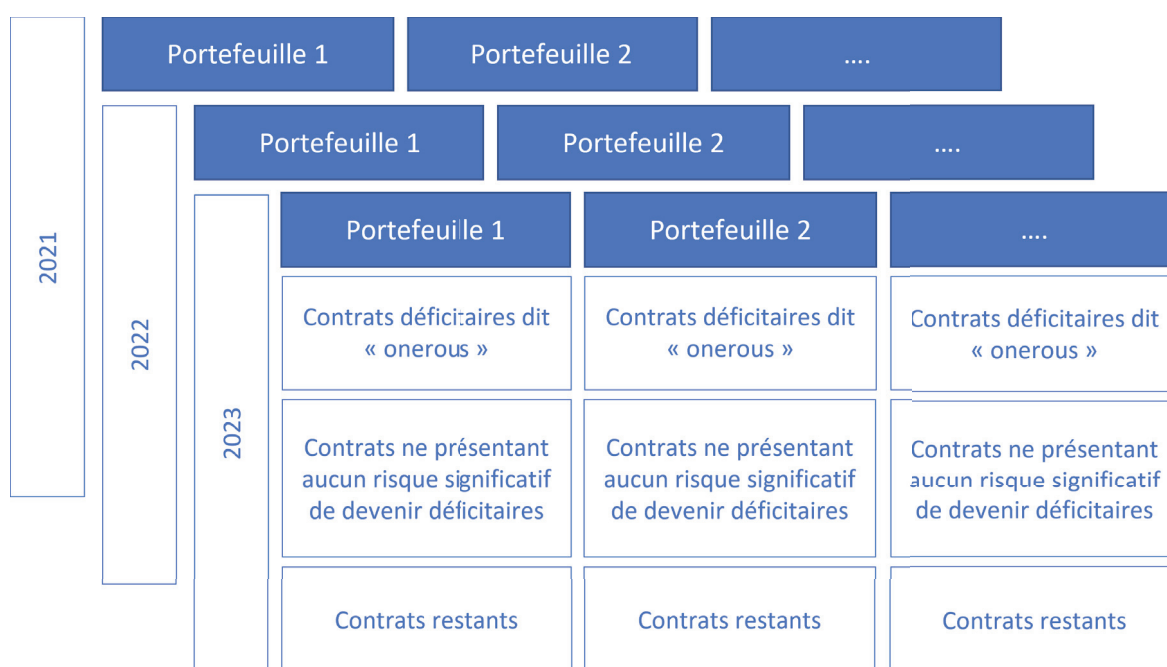 2021
Portefeuille 1
Portefeuille 2
....
2022
Portefeuille 1
Portefeuille 2
....
2023
Portefeuille 1
Portefeuille 2
....
Contrats déficitaires dit
« onerous »
Contrats déficitaires dit
« onerous »
Contrats déficitaires dit
« onerous »
Contrats ne présentant
aucun risque significatif
de devenir déficitaires
Contrats ne présentant
aucun risque significatif
de devenir déficitaires
Contrats ne présentant
aucun risque significatif
de devenir déficitaires
Contrats restants
Contrats restants
Contrats restants